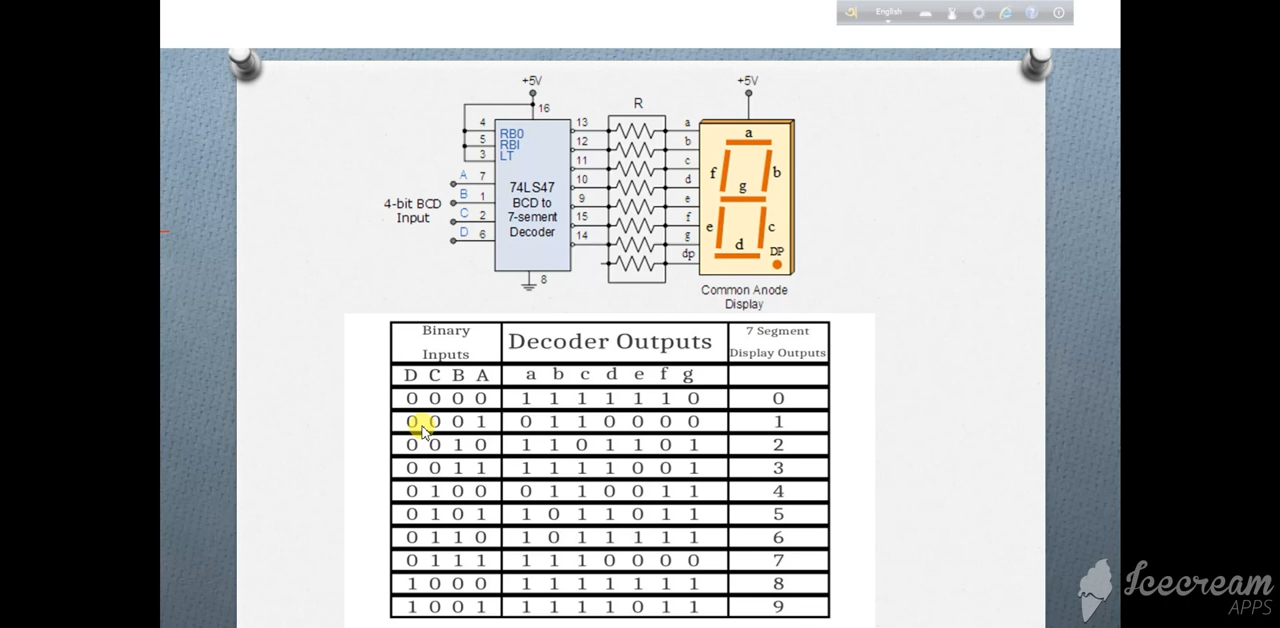 English
+5V
+5V
16
R
4 RB0 13 a
5 RBI 12 b
3 LT 11 c
A 7 10 d
B 1 9 e
C 2 15 f
D 6 14 g
dp
4-bit BCD
Input
74LS47
BCD to
7-sement
Decoder
8
a
f b
g
e c
d
DP
Common Anode
Display
Binary
Inputs
Decoder Outputs
7 Segment
Display Outputs
D C B A a b c d e f g
0 0 0 0 1 1 1 1 1 1 0 0
0 0 0 1 0 1 1 0 0 0 0 1
0 0 1 0 1 1 0 1 1 0 1 2
0 0 1 1 1 1 1 1 0 0 1 3
0 1 0 0 0 1 1 0 0 1 1 4
0 1 0 1 1 0 1 1 0 1 1 5
0 1 1 0 1 0 1 1 1 1 1 6
0 1 1 1 1 1 1 0 0 0 0 7
1 0 0 0 1 1 1 1 1 1 1 8
1 0 0 1 1 1 1 1 0 1 1 9
Icecream
APPS